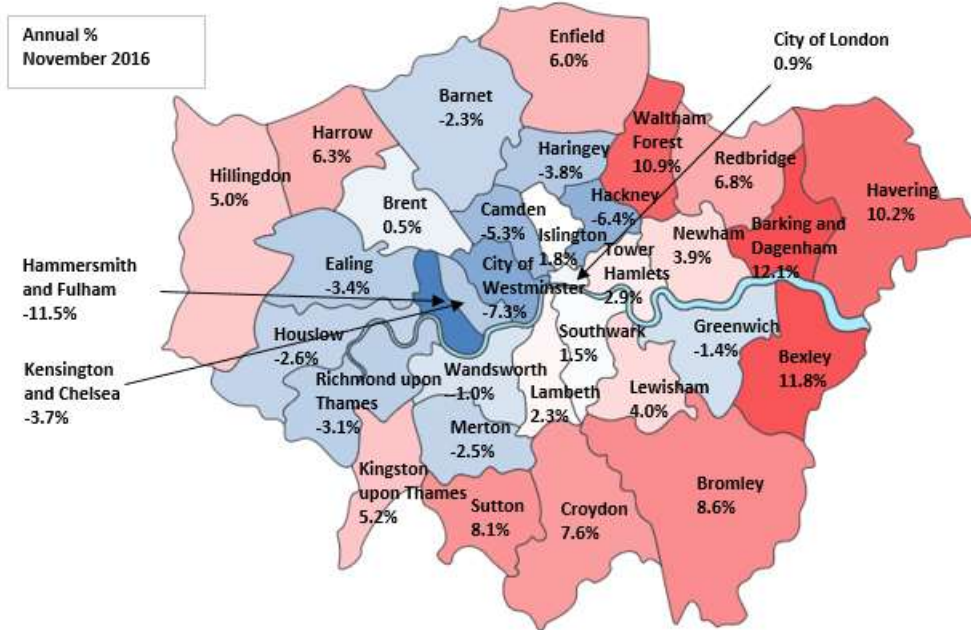 Annual %
November 2016
Enfield
6.0%
City of London
0.9%
Barnet
-2.3%
Harrow
6.3%
Waltham
Forest
10.9%
Haringey
-3.8%
Redbridge
6.8%
Hillingdon
5.0%
Havering
10.2%
Brent
0.5%
Camden
-5.3%
Hackney
-6.4%
Islington
1.8%
Newham
3.9%
Barking and
Dagenham
12.1%
Tower
Hamlets
2.9%
Hammersmith
and Fulham
-11.5%
Ealing
-3.4%
City of
Westminster
-7.3%
Houslow
-2.6%
Southwark
1.5%
Greenwich
-1.4%
Bexley
11.8%
Kensington
and Chelsea
-3.7%
Richmond upon
Thames
-3.1%
Wandsworth
-1.0%
Lambeth
2.3%
Lewisham
4.0%
Merton
-2.5%
Kingston
upon Thames
5.2%
Sutton
8.1%
Croydon
7.6%
Bromley
8.6%